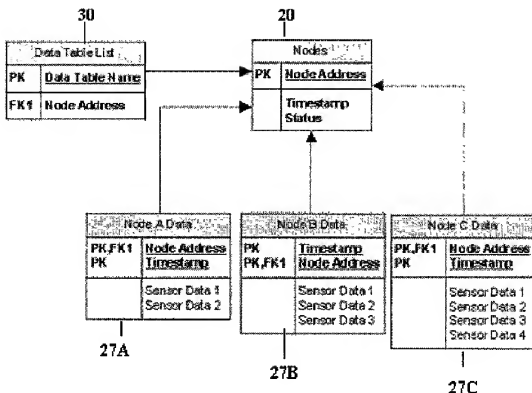 30
20
Data Table List
PK Data Table Name
FK1 Node Address
Nodes
PK Node Address
Timestamp
Status
Node A Data
PK,FK1 Node Address
PK Timestamp
Sensor Data 1
Sensor Data 2
Node B Data
PK Timestamp
PK,FK1 Node Address
Sensor Data 1
Sensor Data 2
Sensor Data 3
Node C Data
PK,FK1 Node Address
PK Timestamp
Sensor Data 1
Sensor Data 2
Sensor Data 3
Sensor Data 4
27A
27B
27C